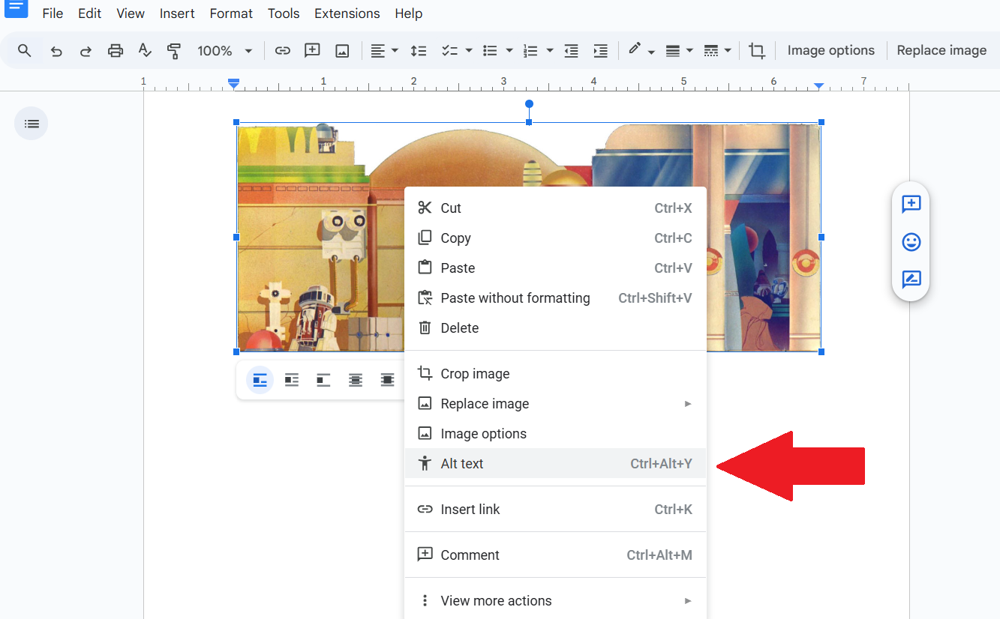 File Edit View Insert Format Tools Extensions Help
100% Image options Replace image
1 1 2 3 4 5 6 7
Cut Ctrl+X
Copy Ctrl+C
Paste Ctrl+V
Paste without formatting Ctrl+Shift+V
Delete
Crop image
Replace image
Image options
Alt text Ctrl+Alt+Y
Insert link Ctrl+K
Comment Ctrl+Alt+M
View more actions